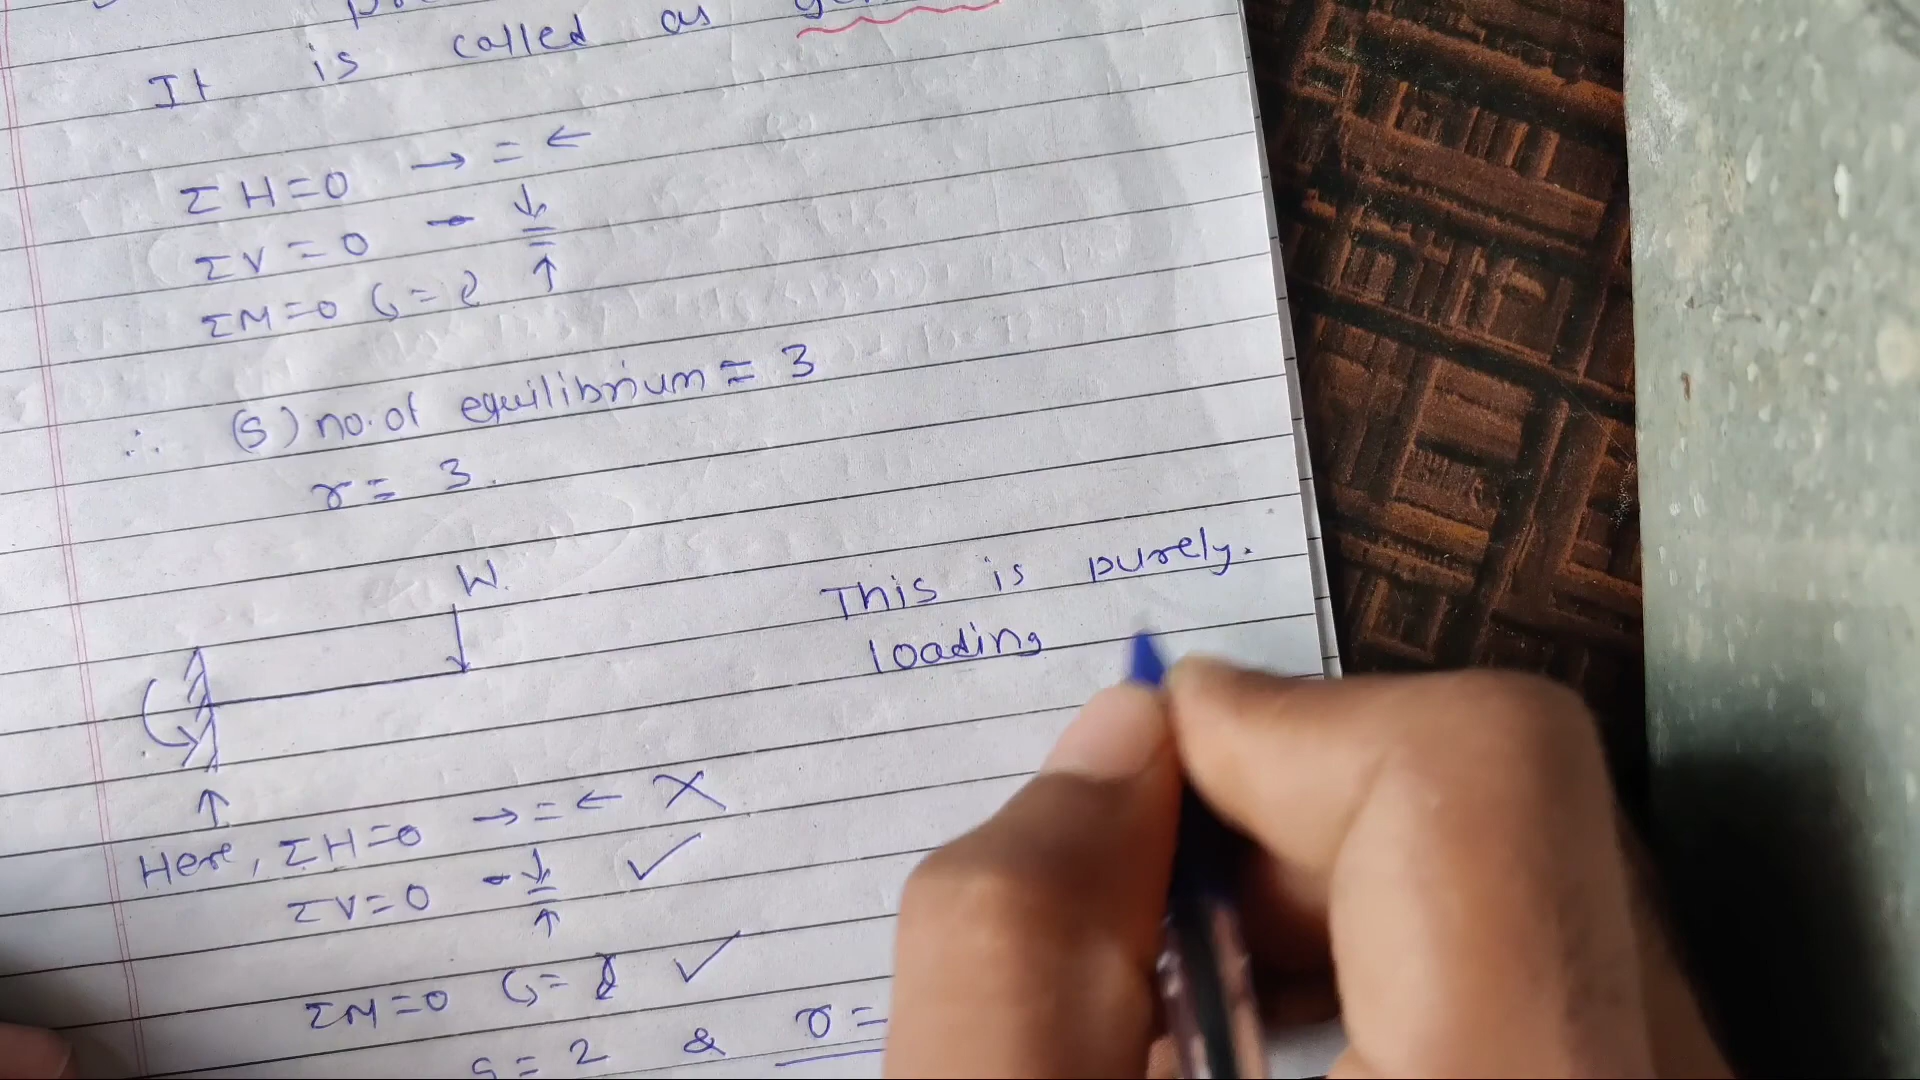 It is called as
ΣH=0 → = ←
ΣV=0 - ↓ = ↑
ΣM=0
∴ (S) no. of equilibrium = 3
r = 3.
W.
This is purely.
loading
Here, ΣH=0 → = ← X
ΣV=0 - ↓ = ↑ ✓
ΣM=0 ✓
S = 2 & r =